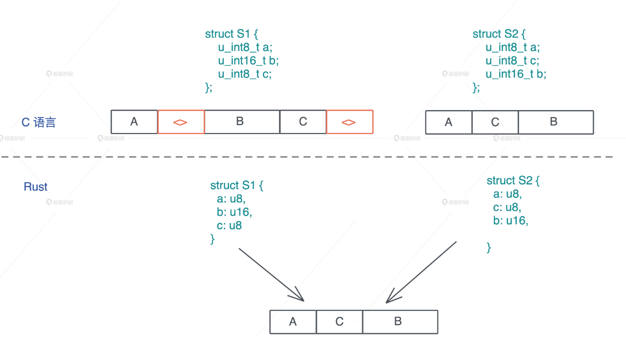 struct S1 {
u_int8_t a;
u_int16_t b;
u_int8_t c;
};
struct S2 {
u_int8_t a;
u_int8_t c;
u_int16_t b;
};
C 语言
A
<>
B
C
<>
A
C
B
Rust
struct S1 {
a: u8,
b: u16,
c: u8
}
struct S2 {
a: u8,
c: u8,
b: u16,
}
A
C
B